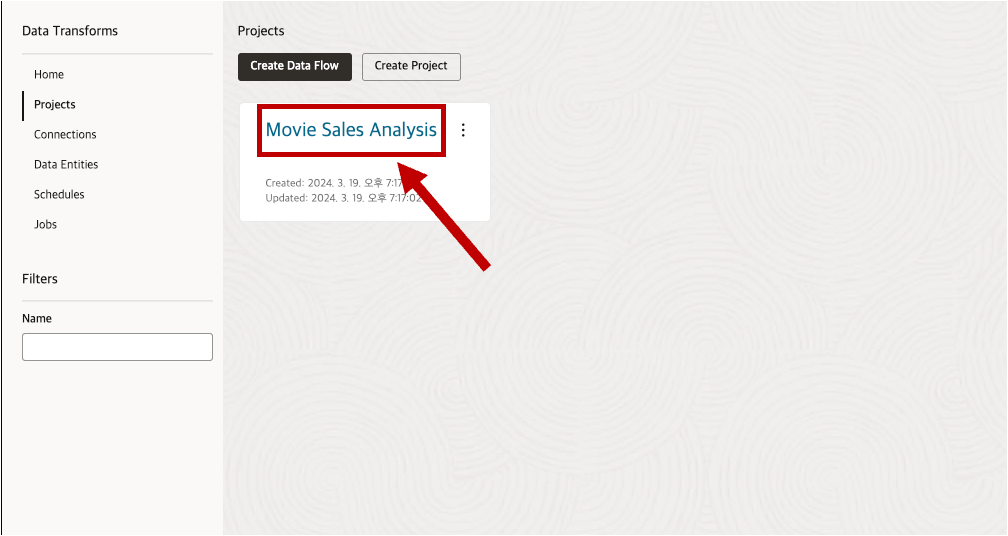 Data Transforms
Home
Projects
Connections
Data Entities
Schedules
Jobs
Filters
Name
Projects
Create Data Flow
Create Project
Movie Sales Analysis
Created: 2024. 3. 19. 오후 7:17
Updated: 2024. 3. 19. 오후 7:17:02